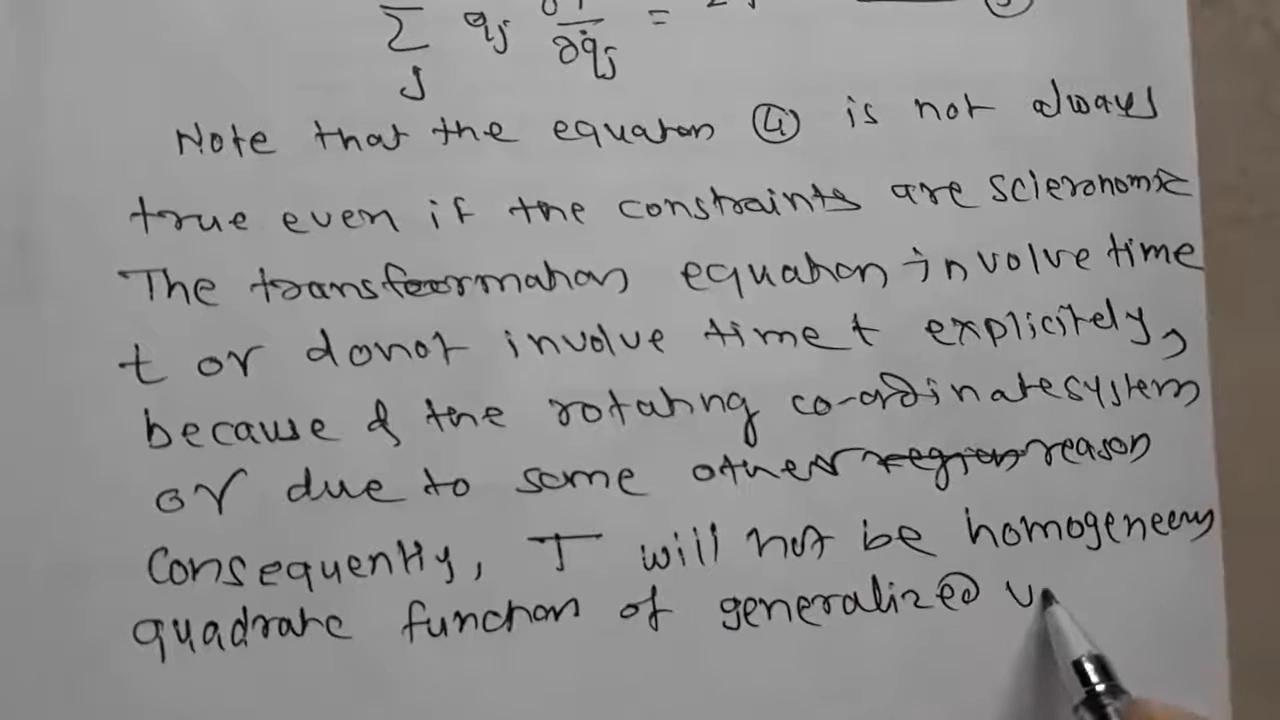 Σ q̇j ∂T =
j ∂q̇j
Note that the equaton ④ is not always
true even if the constraints are scleronomic
The transformation equation involve time
t or donot involve time t explicitely,
because of the rotating co-ordinate system
or due to some other reason
Consequently, T will not be homogeneous
quadratic function of generalized v